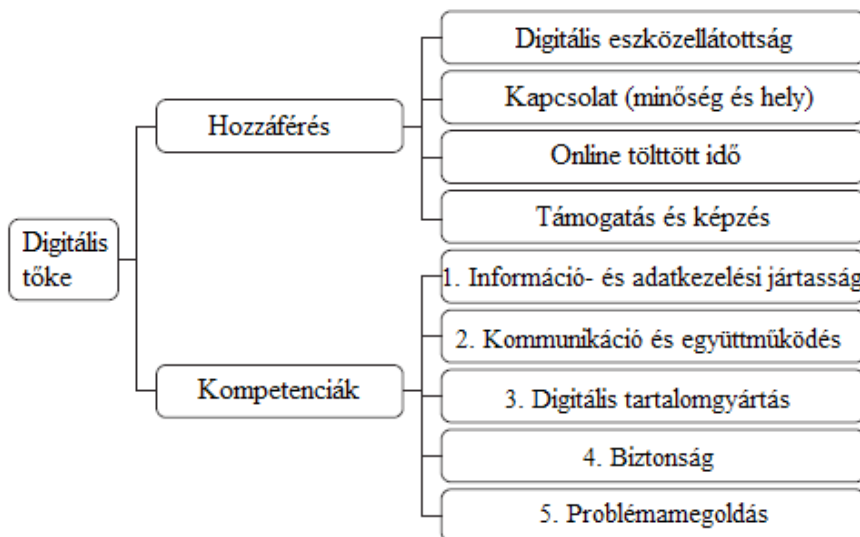 Digitális
tőke
Hozzáférés
Digitális eszközellátottság
Kapcsolat (minőség és hely)
Online tölttött idő
Támogatás és képzés
Kompetenciák
1. Információ- és adatkezelési jártasság
2. Kommunikáció és együttműködés
3. Digitális tartalomgyártás
4. Biztonság
5. Problémamegoldás